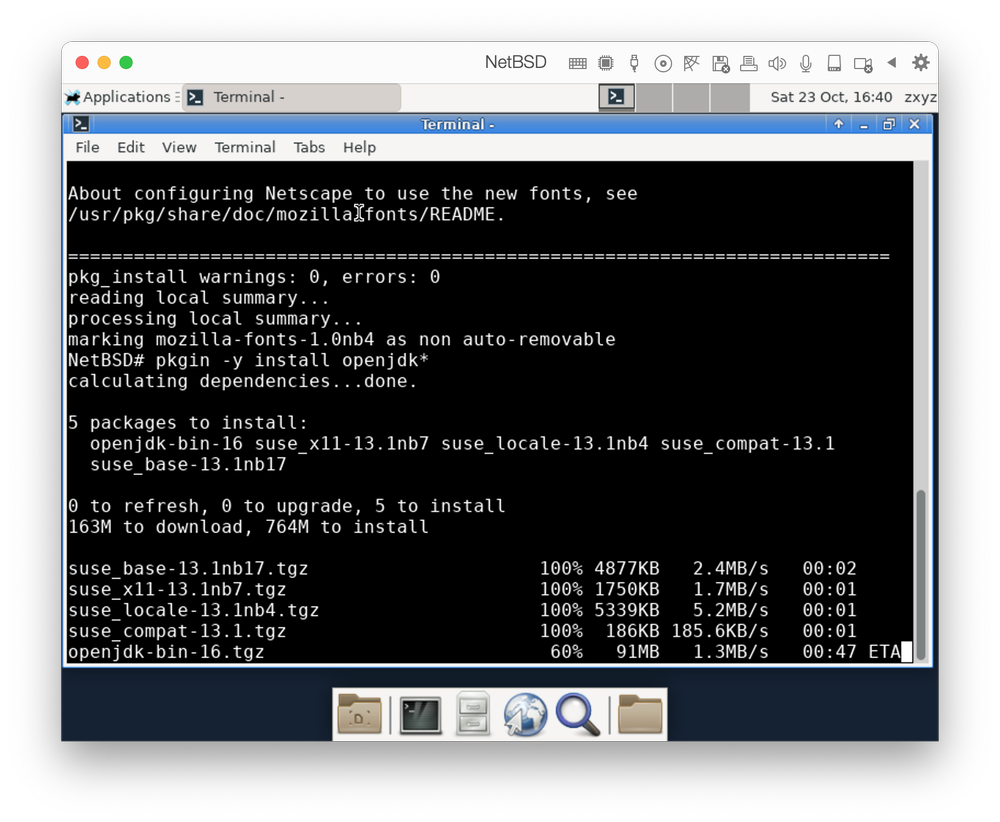 NetBSD
Applications
Terminal -
Sat 23 Oct, 16:40
zxyz
Terminal -
File Edit View Terminal Tabs Help
About configuring Netscape to use the new fonts, see
/usr/pkg/share/doc/mozilla-fonts/README.
===========================================================================
pkg_install warnings: 0, errors: 0
reading local summary...
processing local summary...
marking mozilla-fonts-1.0nb4 as non auto-removable
NetBSD# pkgin -y install openjdk*
calculating dependencies...done.
5 packages to install:
openjdk-bin-16 suse_x11-13.1nb7 suse_locale-13.1nb4 suse_compat-13.1
suse_base-13.1nb17
0 to refresh, 0 to upgrade, 5 to install
163M to download, 764M to install
suse_base-13.1nb17.tgz 100% 4877KB 2.4MB/s 00:02
suse_x11-13.1nb7.tgz 100% 1750KB 1.7MB/s 00:01
suse_locale-13.1nb4.tgz 100% 5339KB 5.2MB/s 00:01
suse_compat-13.1.tgz 100% 186KB 185.6KB/s 00:01
openjdk-bin-16.tgz 60% 91MB 1.3MB/s 00:47 ETA
D